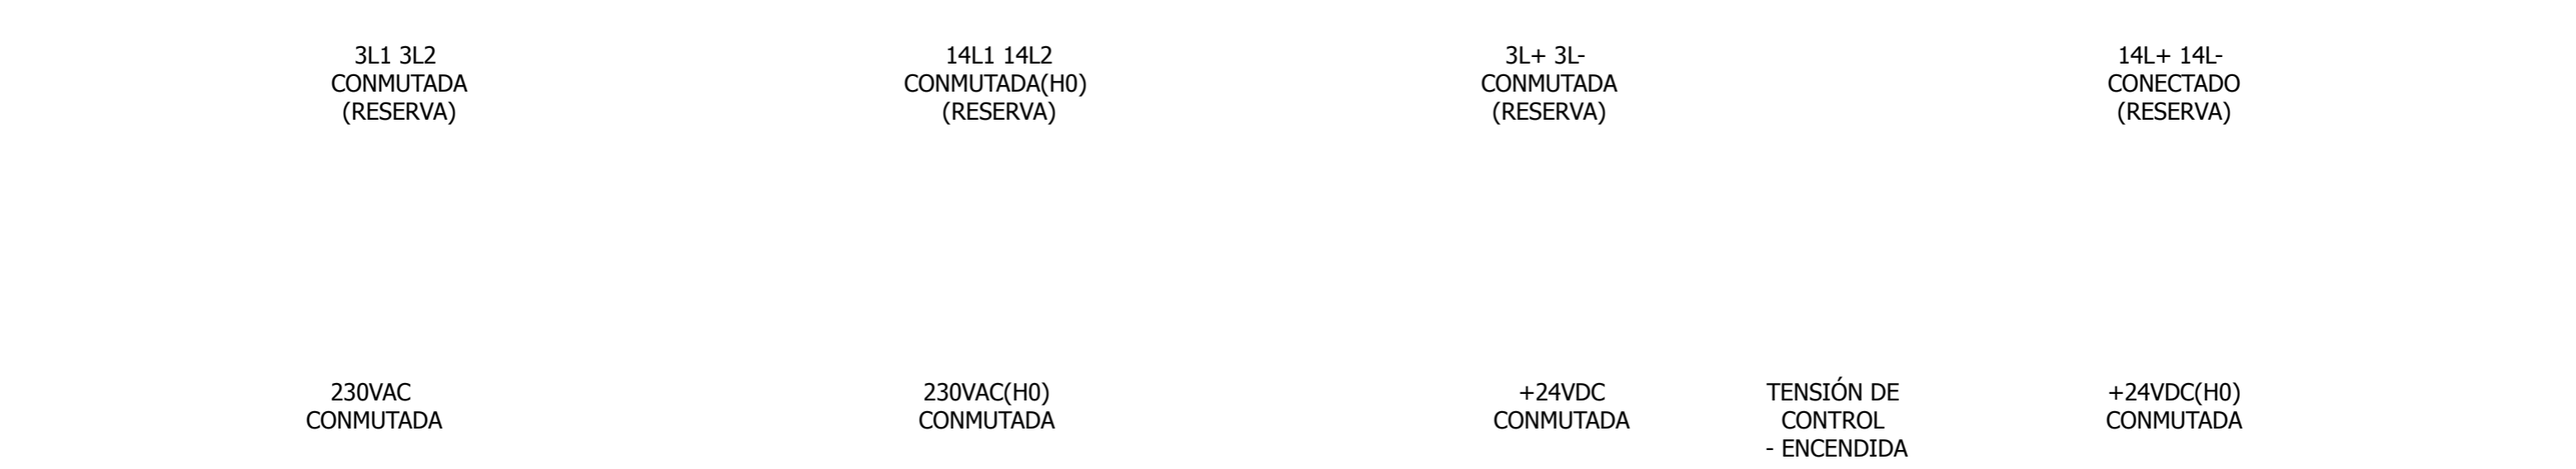 3L1 3L2
CONMUTADA
(RESERVA)
14L1 14L2
CONMUTADA(H0)
(RESERVA)
3L+ 3L-
CONMUTADA
(RESERVA)
14L+ 14L-
CONECTADO
(RESERVA)
230VAC
CONMUTADA
230VAC(H0)
CONMUTADA
+24VDC
CONMUTADA
TENSIÓN DE
CONTROL
- ENCENDIDA
+24VDC(H0)
CONMUTADA